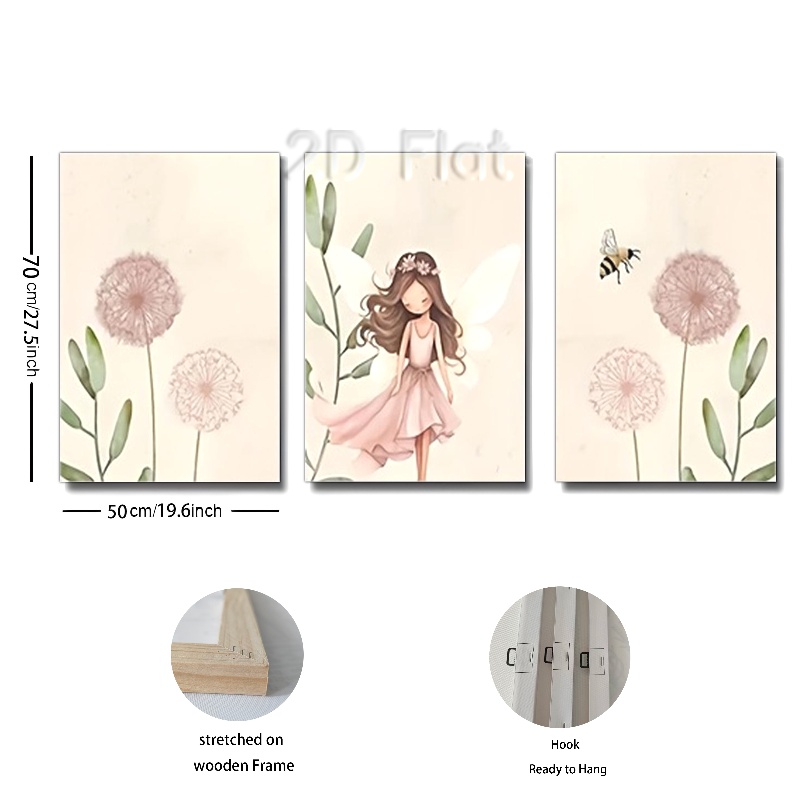 2D Flat
70 cm/27.5inch
50cm/19.6inch
stretched on
wooden Frame
Hook
Ready to Hang